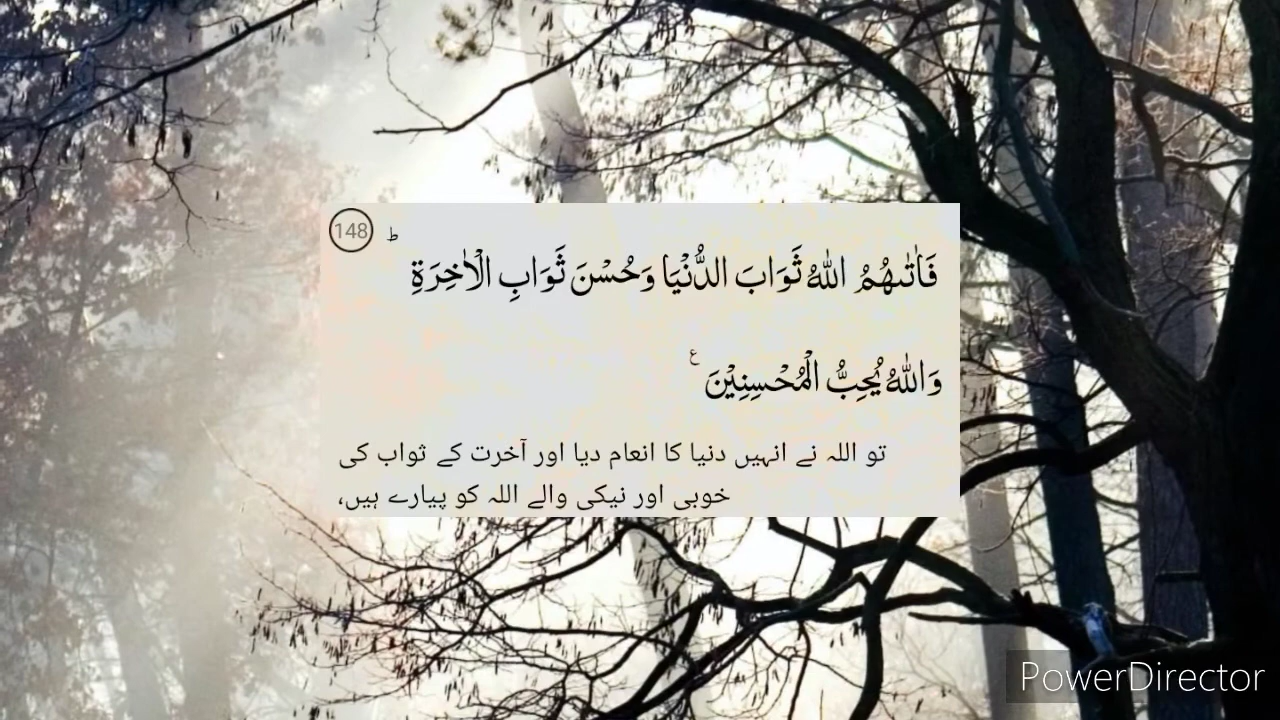 148
فَاٰتٰىهُمُ اللّٰهُ ثَوَابَ الدُّنْيَا وَحُسْنَ ثَوَابِ الْاٰخِرَةِ ؕ
وَاللّٰهُ يُحِبُّ الْمُحْسِنِيْنَ ۧ
تو اللہ نے انہیں دنیا کا انعام دیا اور آخرت کے ثواب کی
خوبی اور نیکی والے اللہ کو پیارے ہیں،
PowerDirector